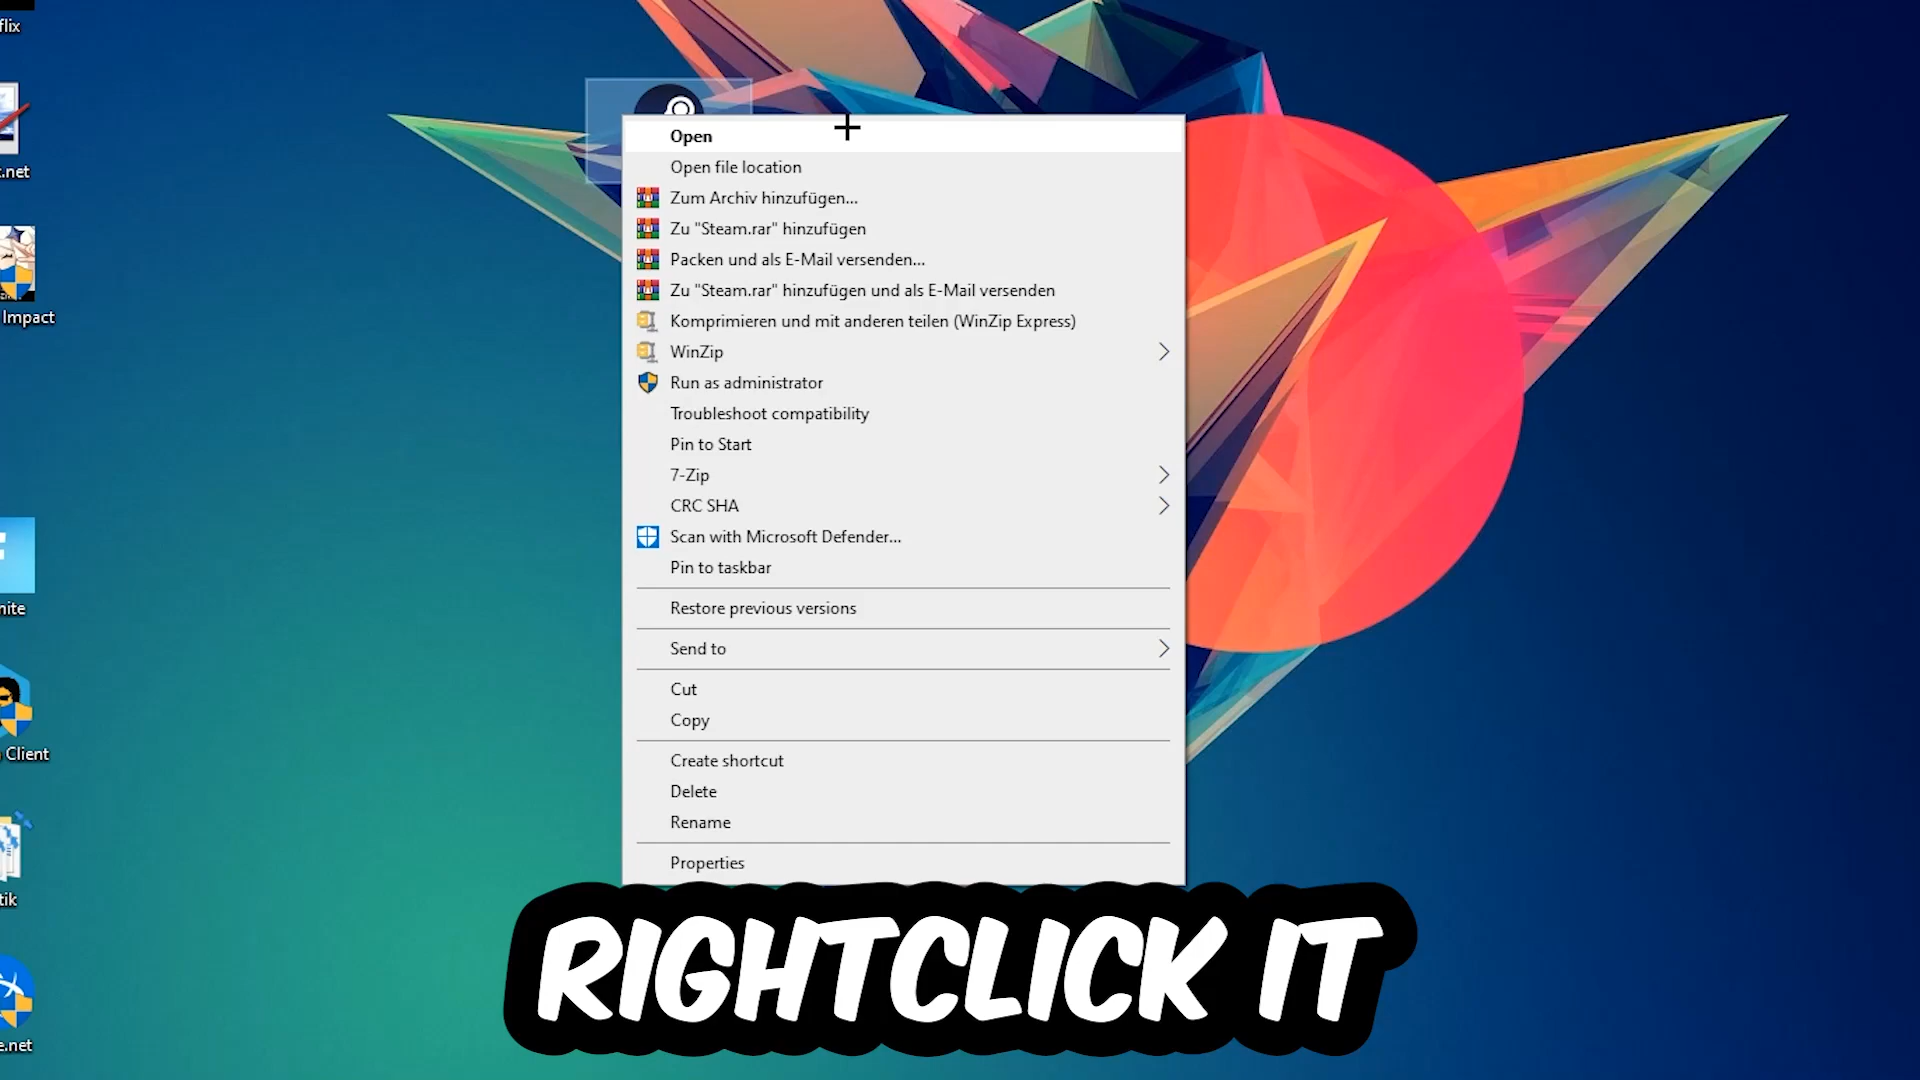 flix
.net
Impact
nite
Client
tik
e.net
Open
Open file location
Zum Archiv hinzufügen...
Zu "Steam.rar" hinzufügen
Packen und als E-Mail versenden...
Zu "Steam.rar" hinzufügen und als E-Mail versenden
Komprimieren und mit anderen teilen (WinZip Express)
WinZip
Run as administrator
Troubleshoot compatibility
Pin to Start
7-Zip
CRC SHA
Scan with Microsoft Defender...
Pin to taskbar
Restore previous versions
Send to
Cut
Copy
Create shortcut
Delete
Rename
Properties
RIGHTCLICK IT